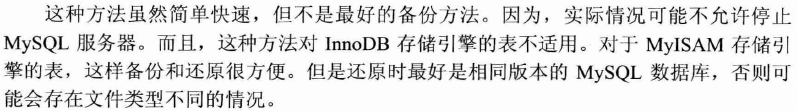 这种方法虽然简单快速，但不是最好的备份方法。因为，实际情况可能不允许停止
MySQL 服务器。而且，这种方法对 InnoDB 存储引擎的表不适用。对于 MyISAM 存储引
擎的表，这样备份和还原很方便。但是还原时最好是相同版本的 MySQL 数据库，否则可
能会存在文件类型不同的情况。